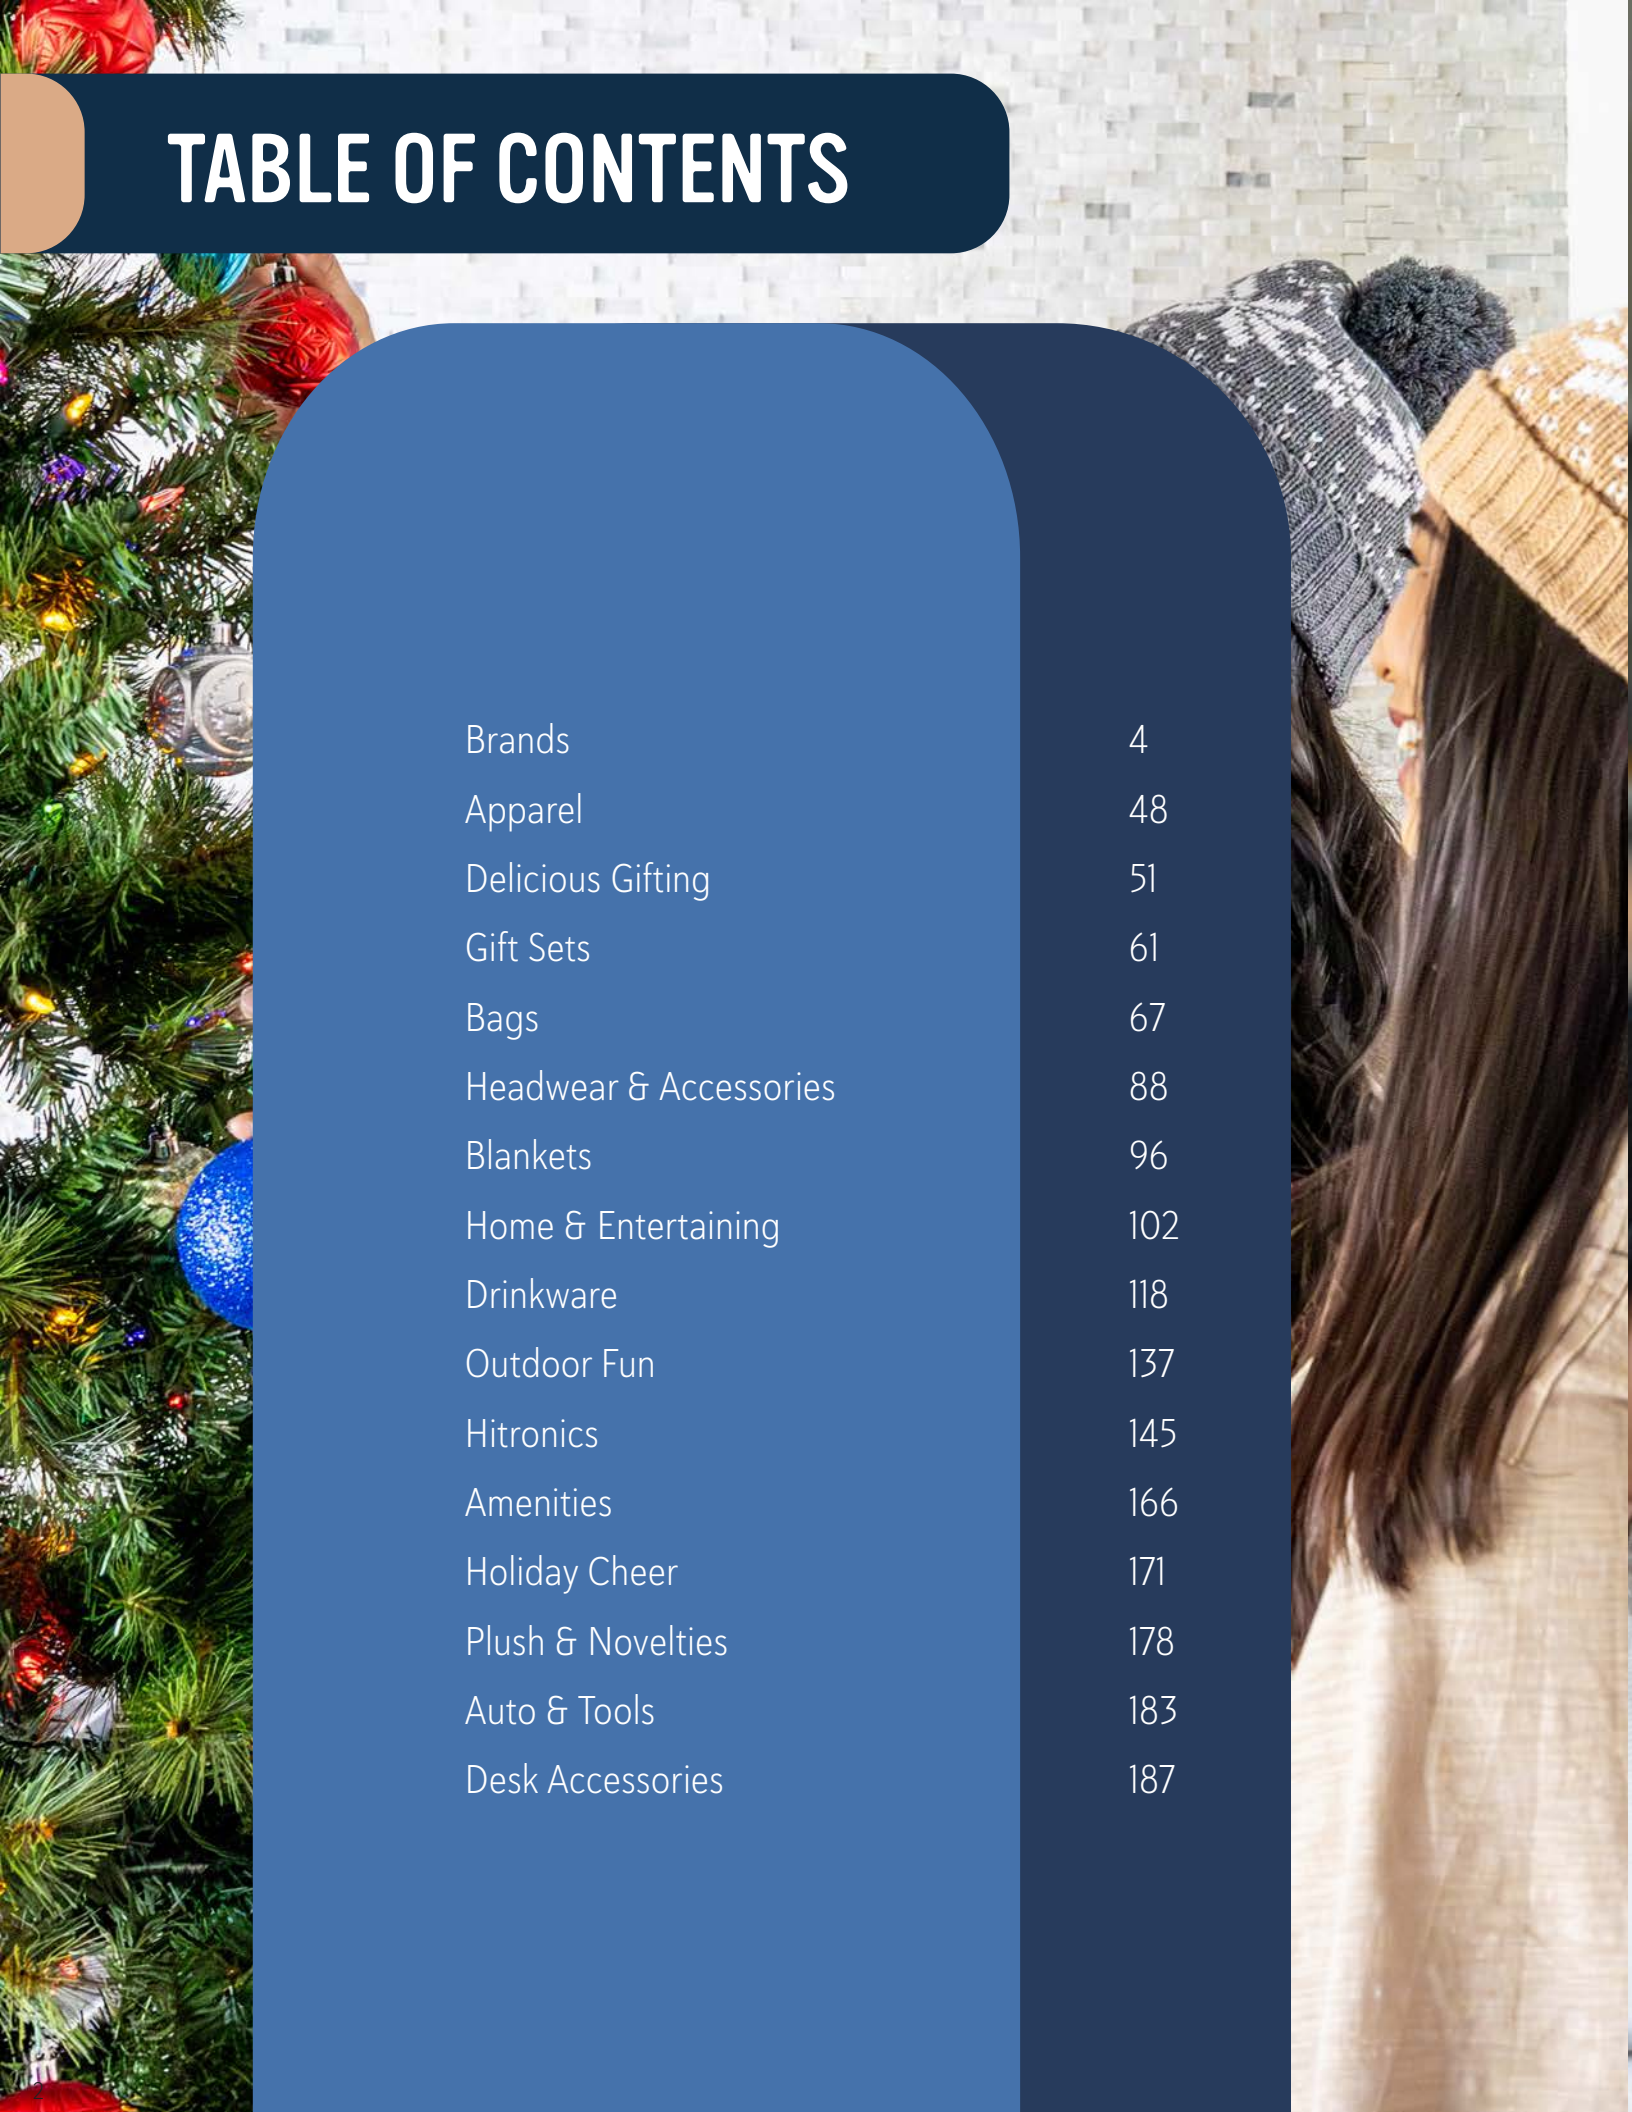 TABLE OF CONTENTS
Brands 4
Apparel 48
Delicious Gifting 51
Gift Sets 61
Bags 67
Headwear & Accessories 88
Blankets 96
Home & Entertaining 102
Drinkware 118
Outdoor Fun 137
Hitronics 145
Amenities 166
Holiday Cheer 171
Plush & Novelties 178
Auto & Tools 183
Desk Accessories 187
2